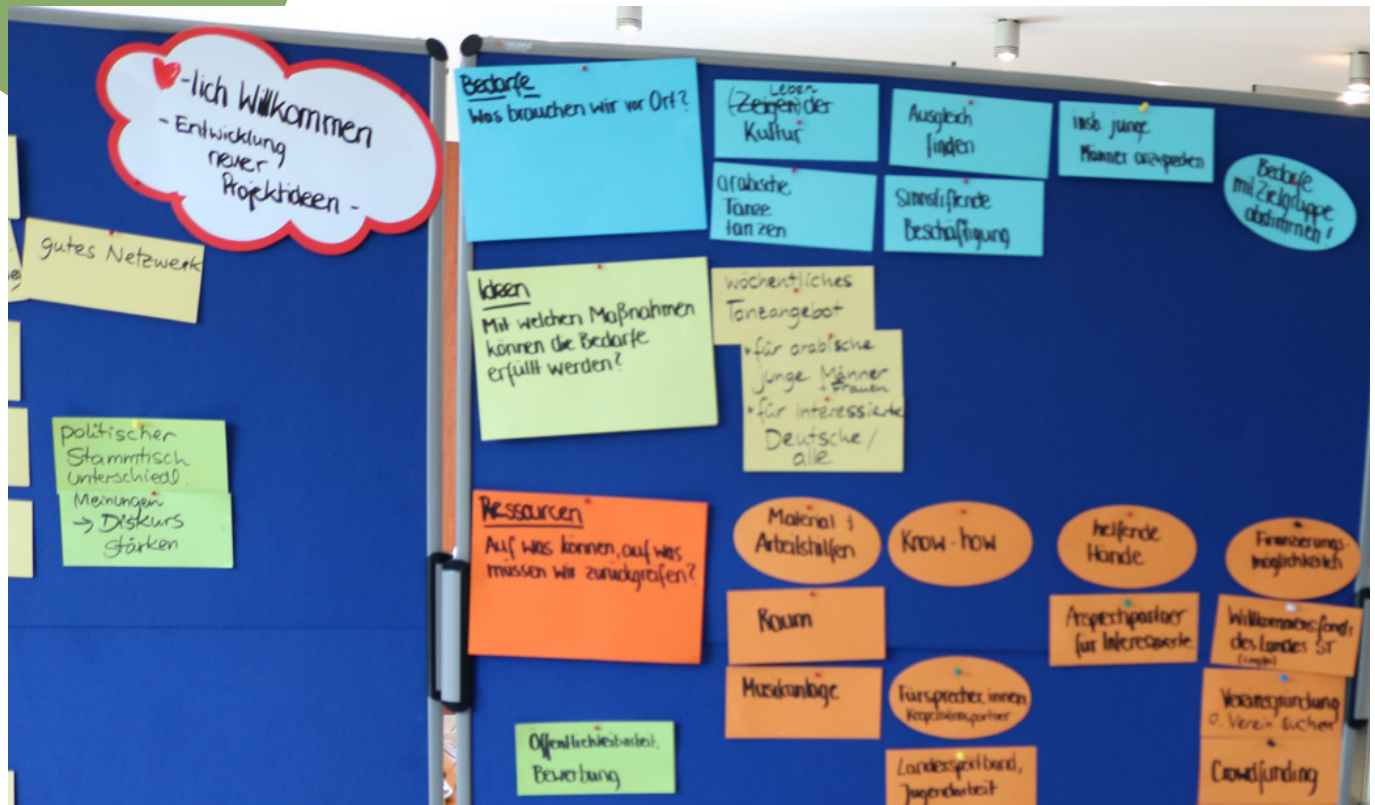 -lich Willkommen
- Entwicklung
neuer
Projektideen -
gutes Netzwerk
politischer
Stammtisch
unterschiedl.
Meinungen
→ Diskurs
stärken
Bedarfe
Was brauchen wir vor Ort?
Leben
(Zeigen) der
Kultur
Ausgleich
finden
insb. junge
Männer anzusprechen
Bedarfe
mit Zielgruppe
abstimmen!
arabische
Tänze
tanzen
Sinnstiftende
Beschäftigung
Ideen
Mit welchen Maßnahmen
können die Bedarfe
erfüllt werden?
wöchentliches
Tanzangebot
• für arabische
junge Männer
+ Frauen
• für interessierte
Deutsche /
alle
Ressourcen
Auf was können, auf was
müssen wir zurückgreifen?
Material &
Arbeitshilfen
Know-how
helfende
Hände
Finanzierungs-
möglichkeiten
Raum
Ansprechpartner
für Interessierte
Willkommensfonds
des Landes ST
Musikanlage
Fürsprecher innen
Kooperationspartner
Vereinsgründung
o. Verein suchen
Öffentlichkeitsarbeit,
Bewerbung
Landessportbund,
Jugendarbeit
Crowdfunding